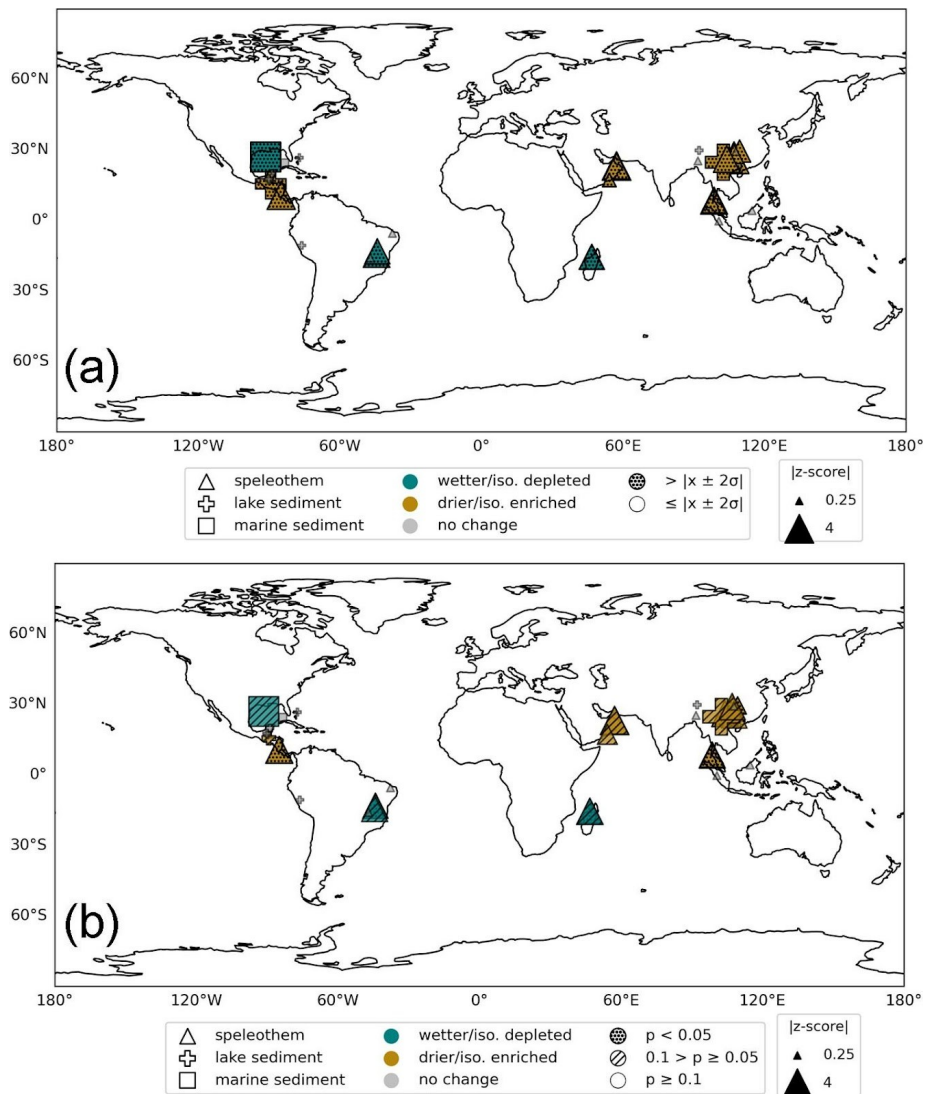 60°N
30°N
0°
30°S
60°S
(a)
180° 120°W 60°W 0° 60°E 120°E 180°
speleothem wetter/iso. depleted > |x ± 2σ| |z-score|
lake sediment drier/iso. enriched ≤ |x ± 2σ| 0.25
marine sediment no change 4
60°N
30°N
0°
30°S
60°S
(b)
180° 120°W 60°W 0° 60°E 120°E 180°
speleothem wetter/iso. depleted p < 0.05 |z-score|
lake sediment drier/iso. enriched 0.1 > p ≥ 0.05 0.25
marine sediment no change p ≥ 0.1 4